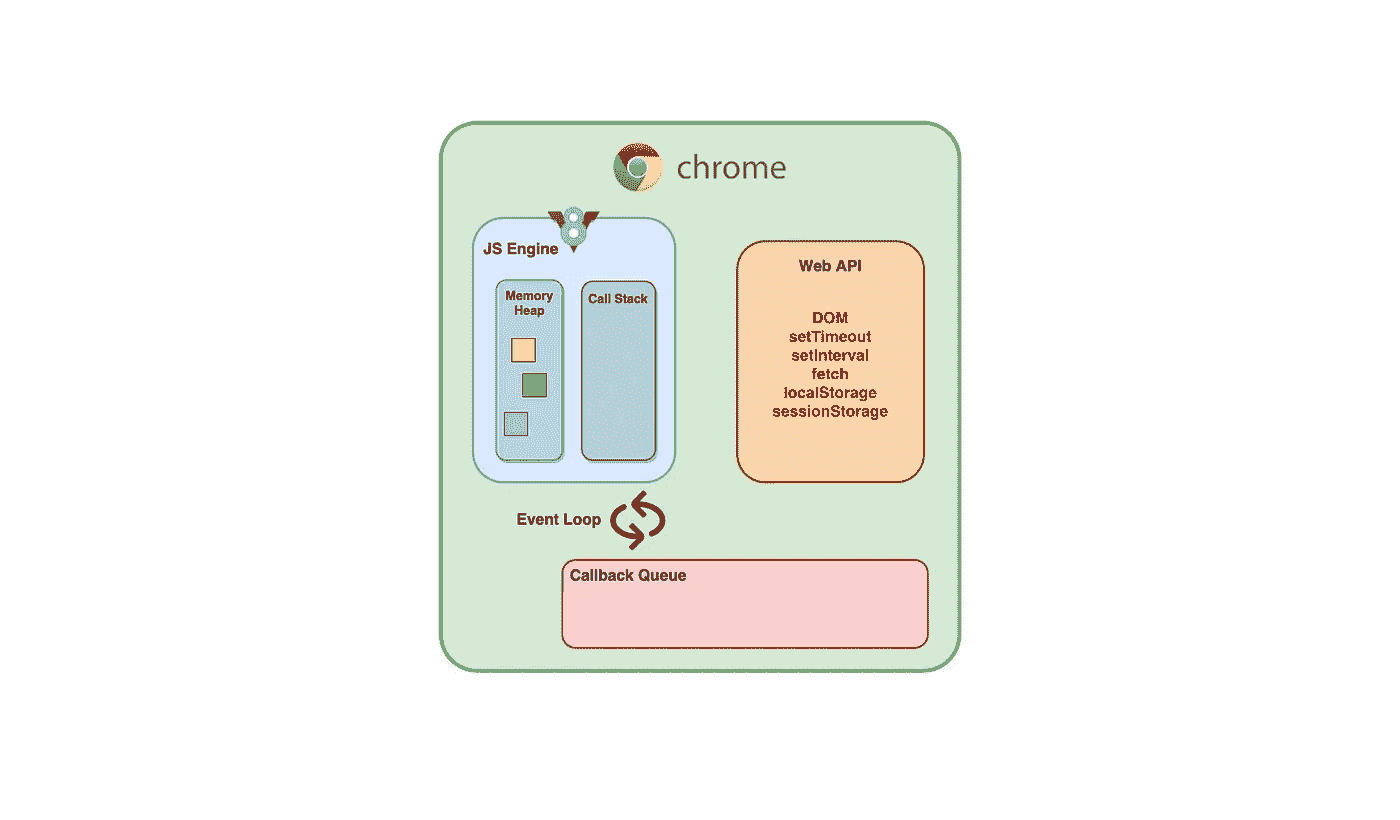 chrome
JS Engine
Memory
Heap
Call Stack
Web API
DOM
setTimeout
setInterval
fetch
localStorage
sessionStorage
Event Loop
Callback Queue